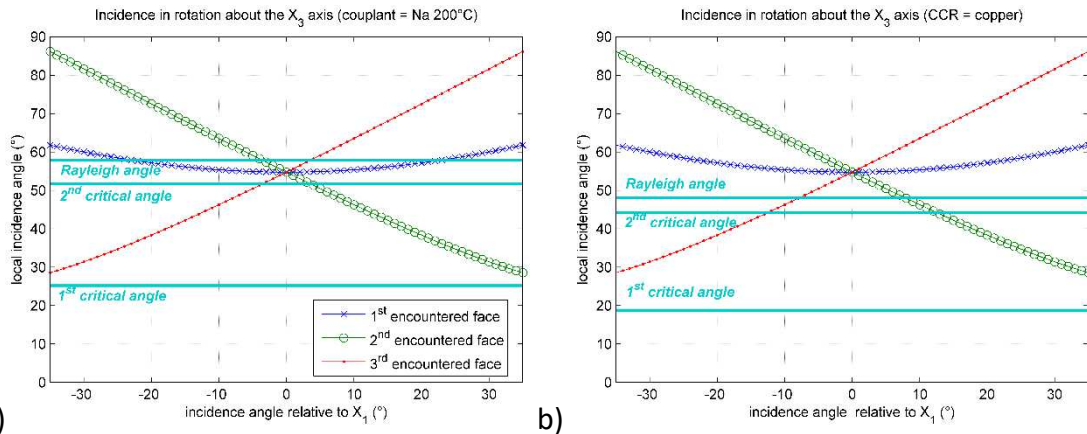 Incidence in rotation about the X3 axis (couplant = Na 200°C)
90
80
70
60
50
40
30
20
10
0
local incidence angle (°)
Rayleigh angle
2nd critical angle
1st critical angle
1st encountered face
2nd encountered face
3rd encountered face
-30
-20
-10
0
10
20
30
incidence angle relative to X1 (°)
)
Incidence in rotation about the X3 axis (CCR = copper)
90
80
70
60
50
40
30
20
10
0
local incidence angle (°)
Rayleigh angle
2nd critical angle
1st critical angle
-30
-20
-10
0
10
20
30
incidence angle relative to X1 (°)
b)